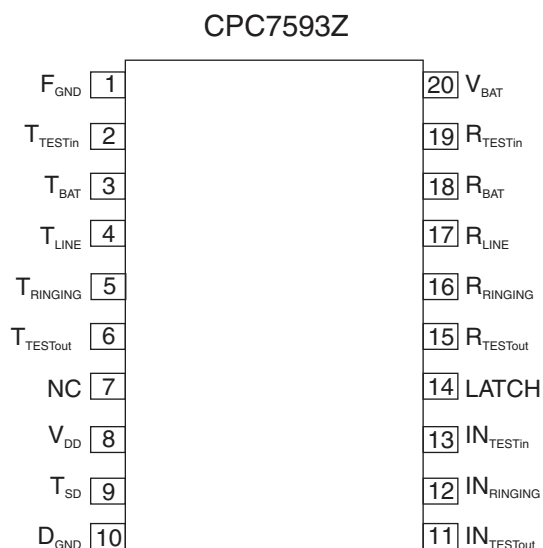 CPC7593Z
FGND 1 20 VBAT
TTESTin 2 19 RTESTin
TBAT 3 18 RBAT
TLINE 4 17 RLINE
TRINGING 5 16 RRINGING
TTESTout 6 15 RTESTout
NC 7 14 LATCH
VDD 8 13 INTESTin
TSD 9 12 INRINGING
DGND 10 11 INTESTout